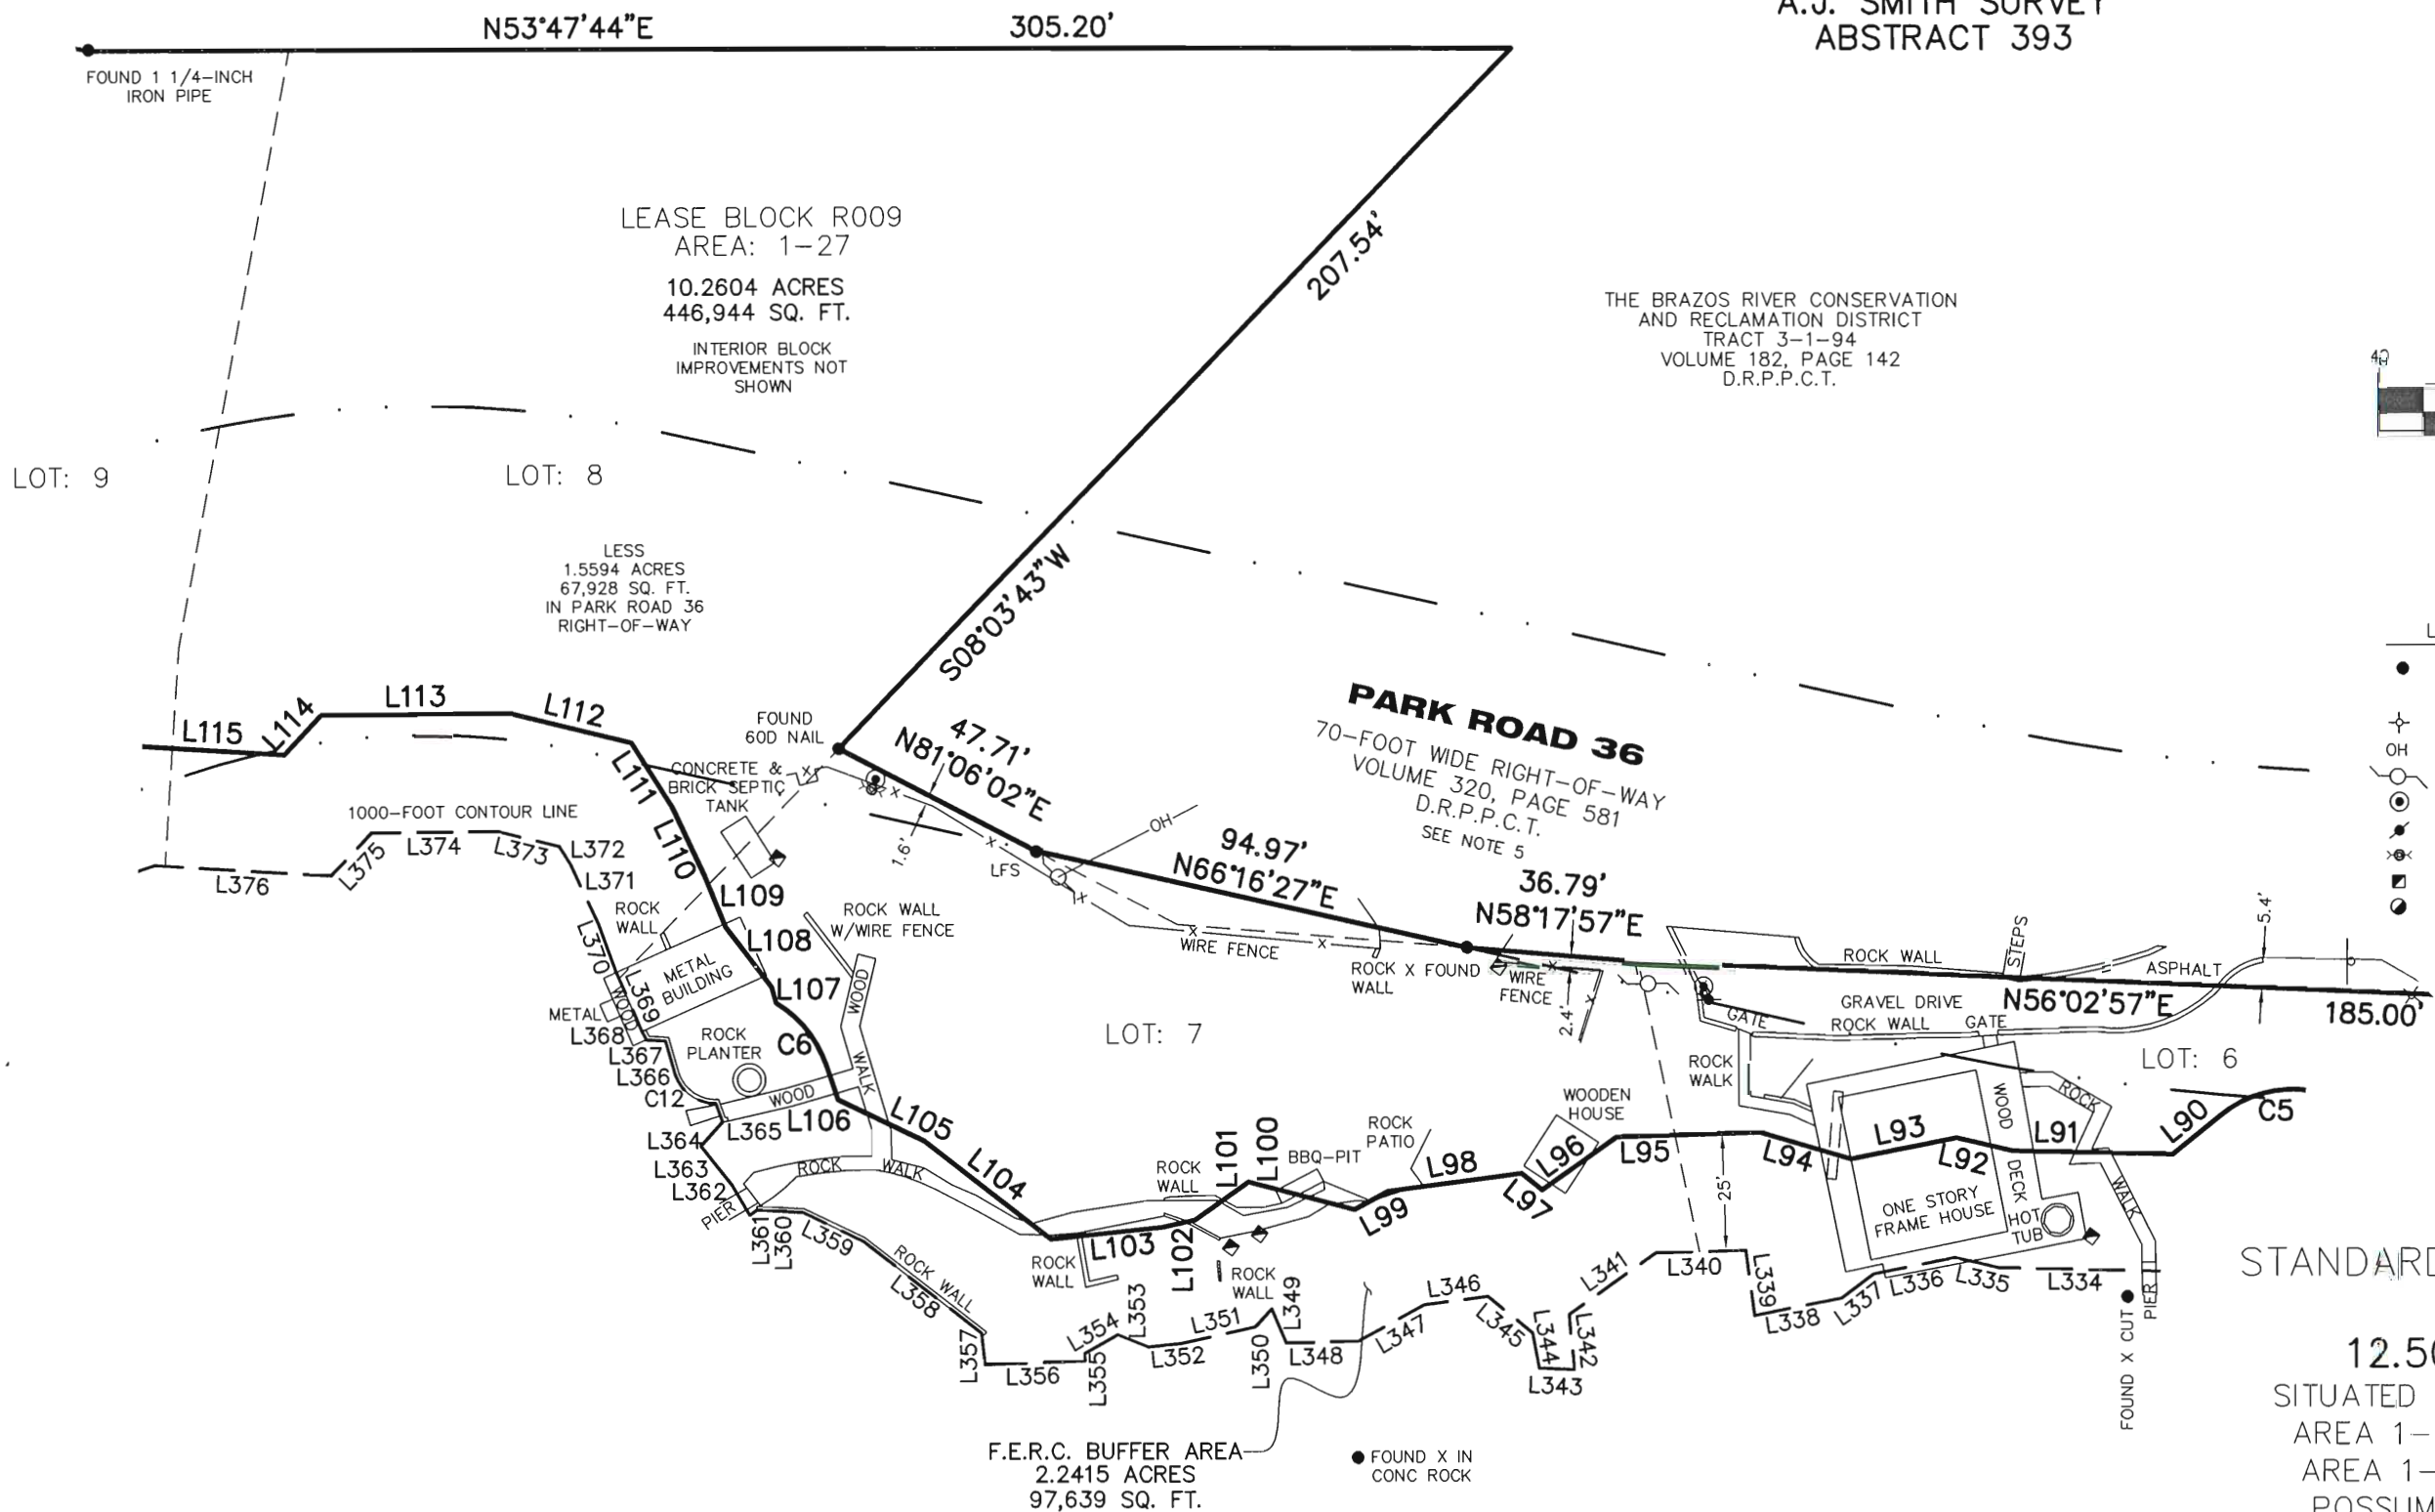 N53°47'44"E
305.20'
A.J. SMITH SURVEY
ABSTRACT 393
FOUND 1 1/4-INCH
IRON PIPE
LEASE BLOCK R009
AREA: 1-27
10.2604 ACRES
446,944 SQ. FT.
INTERIOR BLOCK
IMPROVEMENTS NOT
SHOWN
207.54'
S08°03'43"W
THE BRAZOS RIVER CONSERVATION
AND RECLAMATION DISTRICT
TRACT 3-1-94
VOLUME 182, PAGE 142
D.R.P.P.C.T.
40
LOT: 9
LOT: 8
LESS
1.5594 ACRES
67,928 SQ. FT.
IN PARK ROAD 36
RIGHT-OF-WAY
L
OH
PARK ROAD 36
70-FOOT WIDE RIGHT-OF-WAY
VOLUME 320, PAGE 581
D.R.P.P.C.T.
SEE NOTE 5
L115
L114
L113
L112
L111
L110
L109
L108
L107
C6
L106
L105
L104
L103
L102
L101
L100
L99
L98
L97
L96
L95
L94
L93
L92
L91
L90
C5
FOUND
60D NAIL
47.71'
N81°06'02"E
1.6'
CONCRETE &
BRICK SEPTIC
TANK
1000-FOOT CONTOUR LINE
OH
LFS
94.97'
N66°16'27"E
36.79'
N58°17'57"E
WIRE FENCE
ROCK X FOUND
WALL
WIRE
FENCE
2.4'
ROCK WALL
STEPS
ASPHALT
5.4'
GRAVEL DRIVE
N56°02'57"E
185.00'
GATE
ROCK WALL
GATE
LOT: 7
LOT: 6
ROCK
WALL
ROCK WALL
W/WIRE FENCE
METAL
BUILDING
WOOD
METAL
ROCK
PLANTER
WOOD
WALK
WOOD
ROCK
WALK
PIER
ROCK WALL
ROCK
WALL
ROCK
WALL
ROCK
WALL
BBQ-PIT
ROCK
PATIO
WOODEN
HOUSE
25'
ROCK
WALK
WOOD
DECK
ONE STORY
FRAME HOUSE
HOT
TUB
ROCK
WALK
PIER
FOUND X CUT
L376
L375
L374
L373
L372
L371
L370
L369
L368
L367
L366
C12
L365
L364
L363
L362
L361
L360
L359
L358
L357
L356
L355
L354
L353
L352
L351
L350
L349
L348
L347
L346
L345
L344
L343
L342
L341
L340
L339
L338
L337
L336
L335
L334
F.E.R.C. BUFFER AREA
2.2415 ACRES
97,639 SQ. FT.
FOUND X IN
CONC ROCK
STANDARD
12.50
SITUATED
AREA 1-
AREA 1-
POSSUM